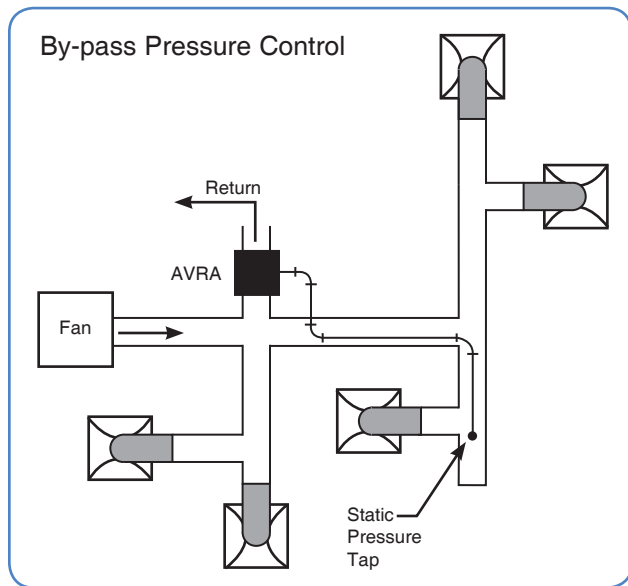 By-pass Pressure Control
Return
AVRA
Fan
Static
Pressure
Tap